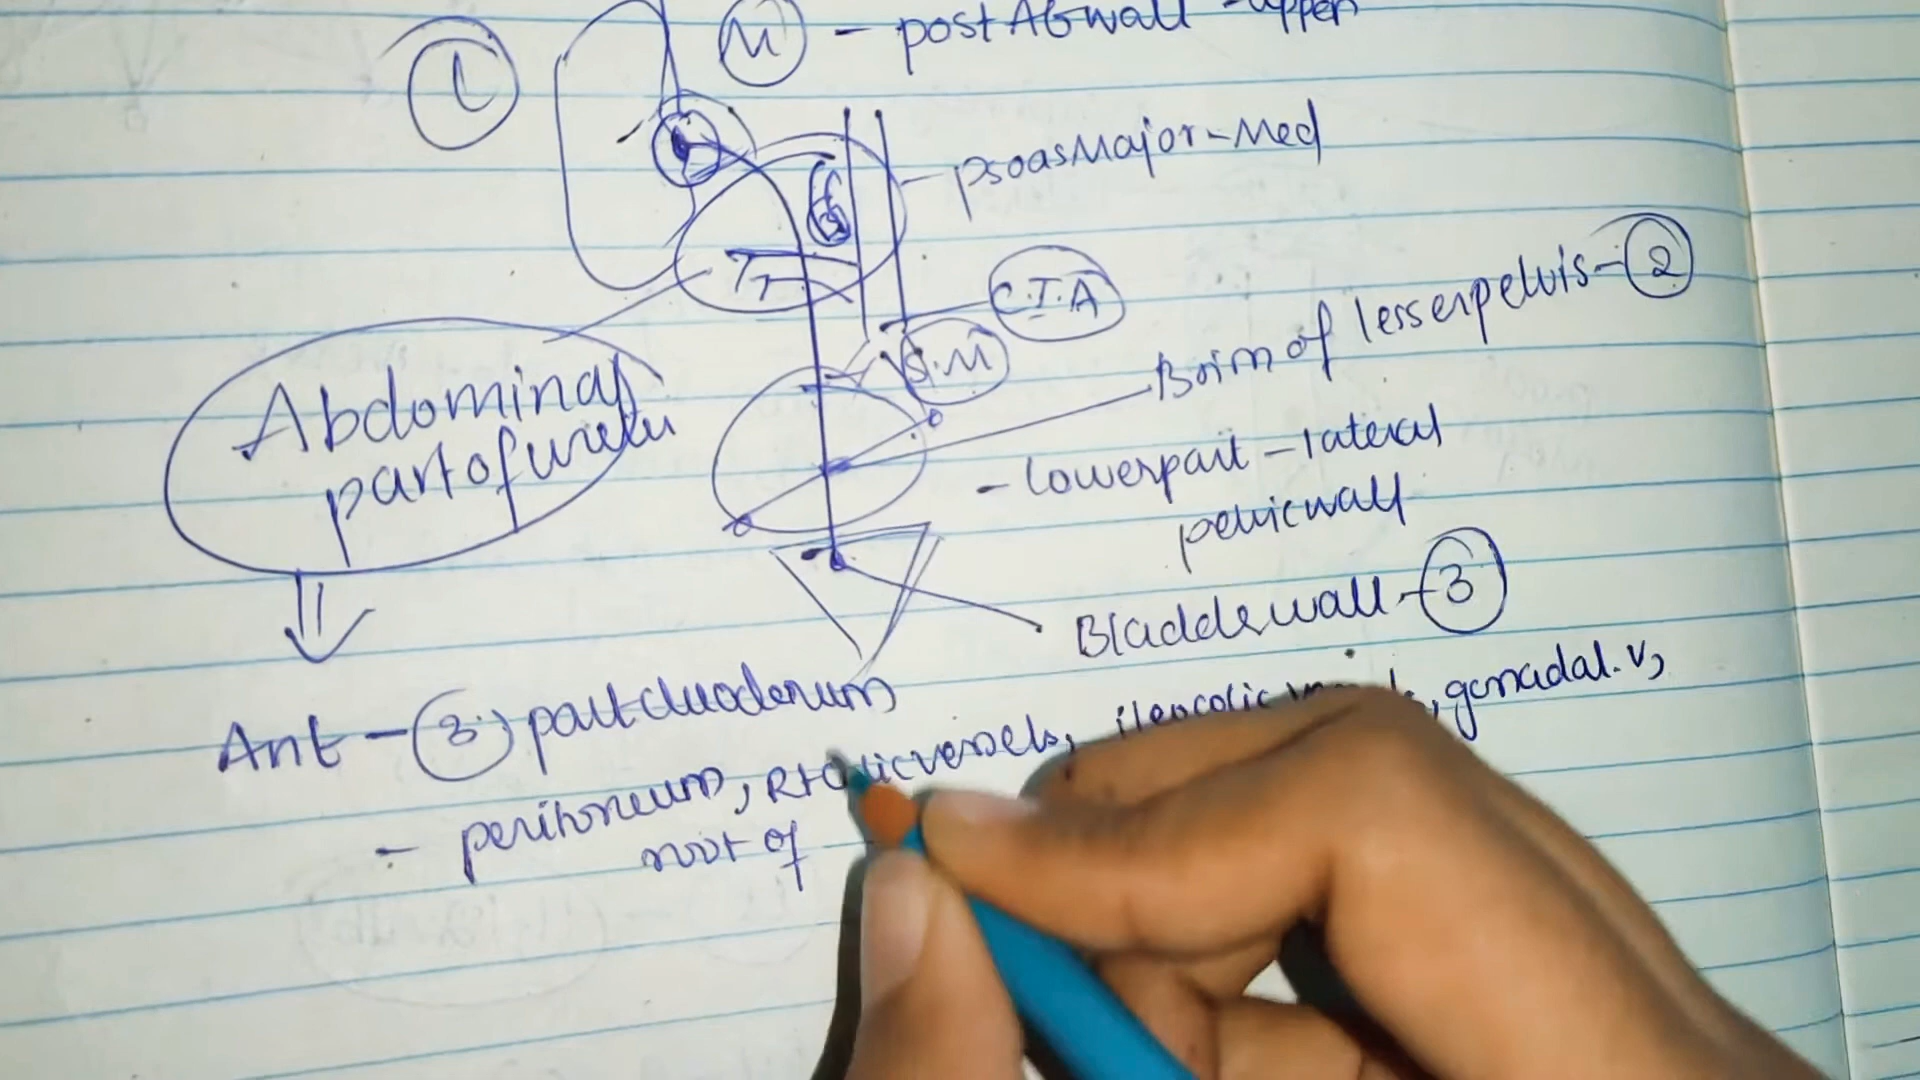 L
U - post Ab wall - upper
psoas Major - Med
C.I.A
S.M
Brim of lesser pelvis - 2
Abdominal
part of ureter
- lower part - lateral
pelvic wall
Bladder wall - 3
Ant - 3 part duodenum
- peritoneum, Rt colic vessels, ileocolic, gonadal.v,
root of